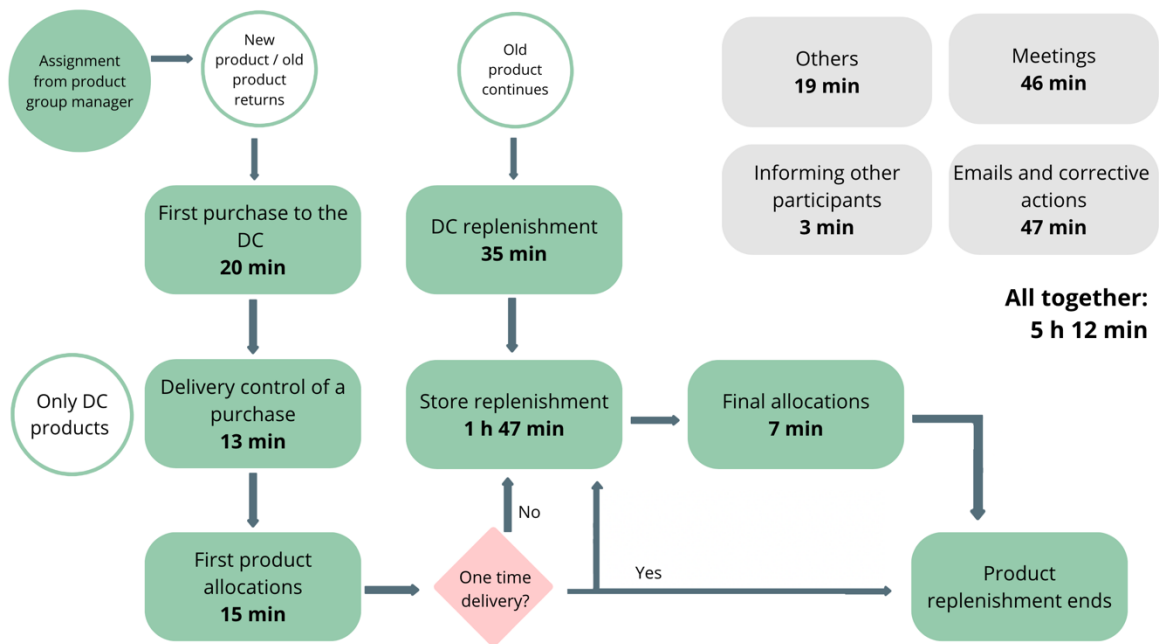 Assignment
from product
group manager
New
product / old
product
returns
Old
product
continues
Others
19 min
Meetings
46 min
Informing other
participants
3 min
Emails and corrective
actions
47 min
First purchase to the
DC
20 min
DC replenishment
35 min
All together:
5 h 12 min
Only DC
products
Delivery control of a
purchase
13 min
Store replenishment
1 h 47 min
Final allocations
7 min
No
First product
allocations
15 min
One time
delivery?
Yes
Product
replenishment ends